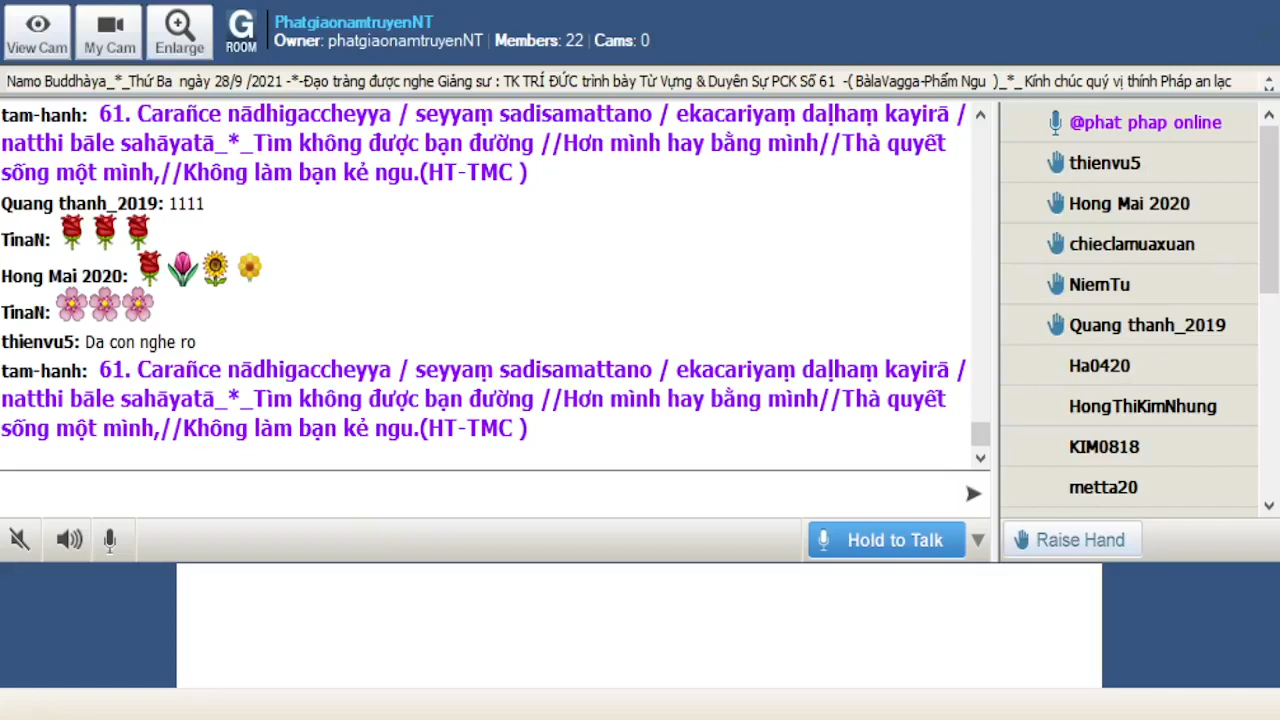 View Cam
My Cam
Enlarge
G
ROOM
PhatgiaonamtruyenNT
Owner: phatgiaonamtruyenNT | Members: 22 | Cams: 0
Namo Buddhàya_*_Thứ Ba ngày 28/9 /2021 -*-Đạo tràng được nghe Giảng sư : TK TRÍ ĐỨC trình bày Từ Vựng & Duyên Sự PCK Số 61 -( BàlaVagga-Phẩm Ngu )_*_ Kính chúc quý vị thính Pháp an lạc
tam-hanh: 61. Carañce nādhigaccheyya / seyyaṃ sadisamattano / ekacariyaṃ daḷhaṃ kayirā /
natthi bāle sahāyatā_*_Tìm không được bạn đường //Hơn mình hay bằng mình//Thà quyết
sống một mình,//Không làm bạn kẻ ngu.(HT-TMC )
Quang thanh_2019: 1111
TinaN:
Hong Mai 2020:
TinaN:
thienvu5: Da con nghe ro
tam-hanh: 61. Carañce nādhigaccheyya / seyyaṃ sadisamattano / ekacariyaṃ daḷhaṃ kayirā /
natthi bāle sahāyatā_*_Tìm không được bạn đường //Hơn mình hay bằng mình//Thà quyết
sống một mình,//Không làm bạn kẻ ngu.(HT-TMC )
@phat phap online
thienvu5
Hong Mai 2020
chieclamuaxuan
NiemTu
Quang thanh_2019
Ha0420
HongThiKimNhung
KIM0818
metta20
Hold to Talk
Raise Hand